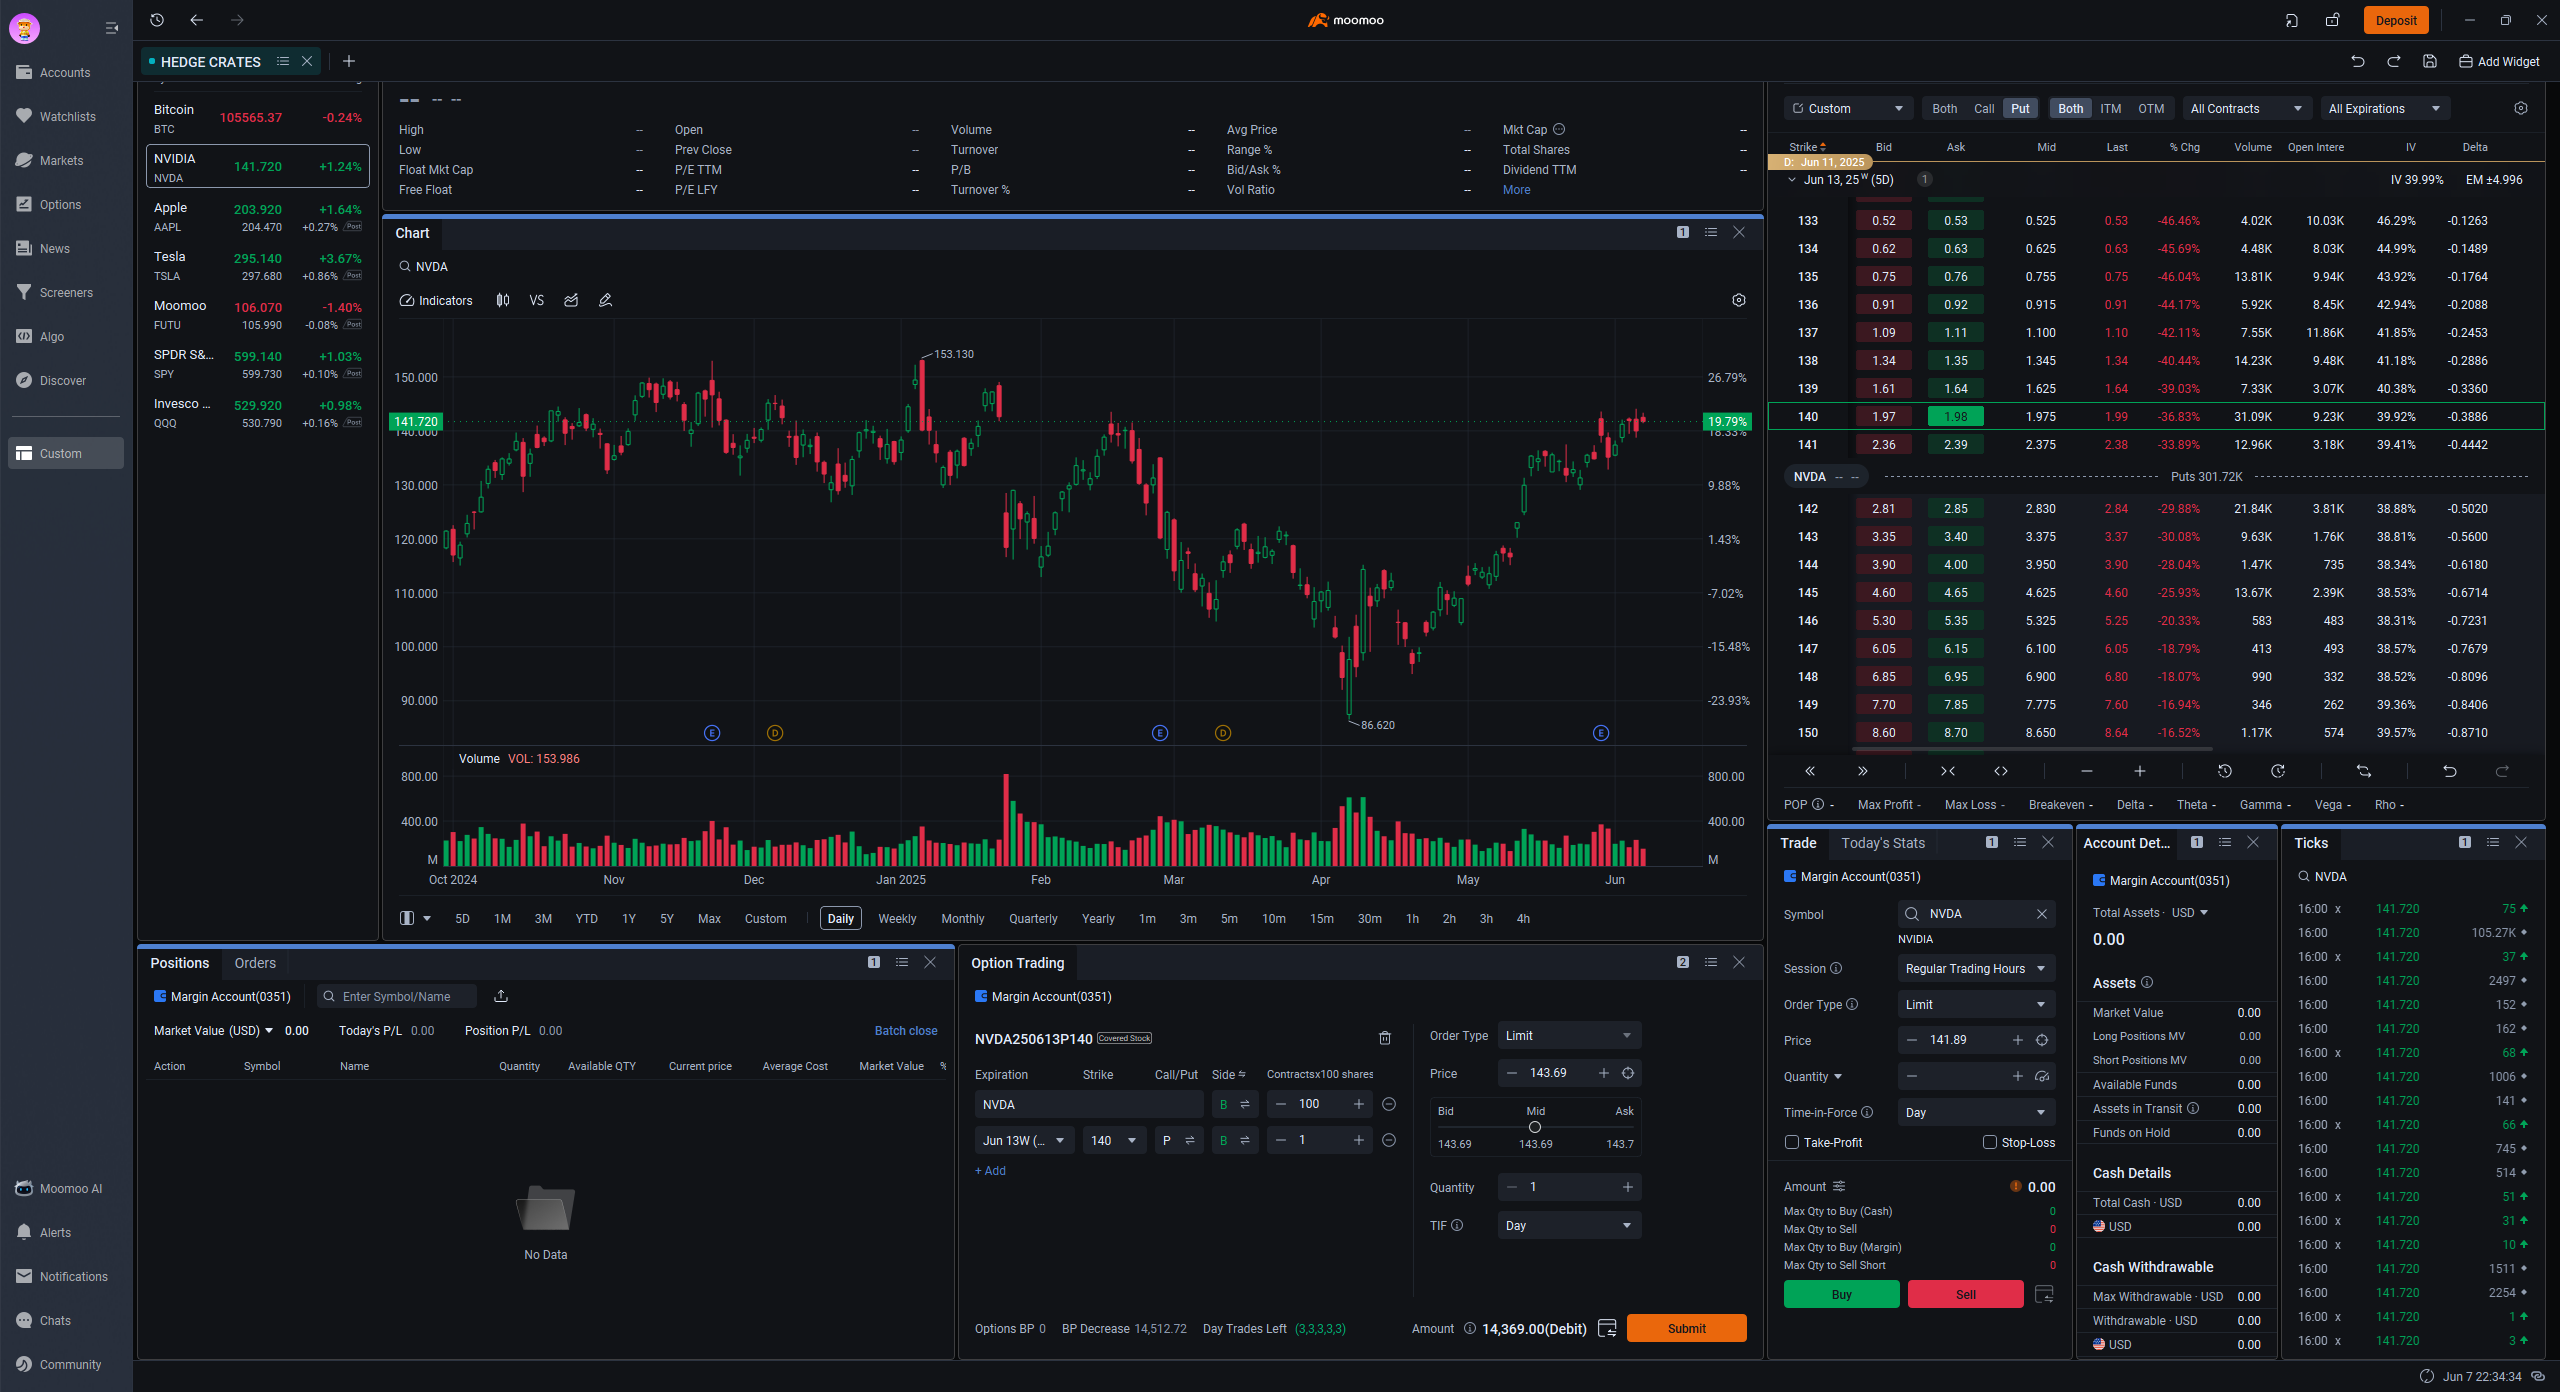 moomoo
Deposit
HEDGE CRATES
Add Widget
Accounts
Watchlists
Markets
Options
News
Screeners
Algo
Discover
Custom
Moomoo AI
Alerts
Notifications
Chats
Community
Bitcoin 105565.37 -0.24%
BTC
NVIDIA 141.720 +1.24%
NVDA
Apple 203.920 +1.64%
AAPL 204.470 +0.27% Post
Tesla 295.140 +3.67%
TSLA 297.680 +0.86% Post
Moomoo 106.070 -1.40%
FUTU 105.990 -0.08% Post
SPDR S&... 599.140 +1.03%
SPY 599.730 +0.10% Post
Invesco ... 529.920 +0.98%
QQQ 530.790 +0.16% Post
-- -- --
High -- Open -- Volume -- Avg Price -- Mkt Cap --
Low -- Prev Close -- Turnover -- Range % -- Total Shares --
Float Mkt Cap -- P/E TTM -- P/B -- Bid/Ask % -- Dividend TTM --
Free Float -- P/E LFY -- Turnover % -- Vol Ratio -- More
Chart 1
NVDA
Indicators VS
153.130
150.000 26.79%
141.720 19.79%
140.000 18.33%
130.000 9.88%
120.000 1.43%
110.000 -7.02%
100.000 -15.48%
90.000 -23.93%
86.620
E D E D E
Volume VOL: 153.986
800.00 800.00
400.00 400.00
M M
Oct 2024 Nov Dec Jan 2025 Feb Mar Apr May Jun
5D 1M 3M YTD 1Y 5Y Max Custom Daily Weekly Monthly Quarterly Yearly 1m 3m 5m 10m 15m 30m 1h 2h 3h 4h
Positions Orders 1
Margin Account(0351) Enter Symbol/Name
Market Value (USD) 0.00 Today's P/L 0.00 Position P/L 0.00 Batch close
Action Symbol Name Quantity Available QTY Current price Average Cost Market Value %
No Data
Option Trading 2
Margin Account(0351)
NVDA250613P140 Covered Stock
Expiration Strike Call/Put Side Contractsx100 shares
NVDA B 100
Jun 13W (... 140 P B 1
+ Add
Order Type Limit
Price 143.69
Bid Mid Ask
143.69 143.69 143.7
Quantity 1
TIF Day
Options BP 0 BP Decrease 14,512.72 Day Trades Left (3,3,3,3,3) Amount 14,369.00(Debit) Submit
Custom Both Call Put Both ITM OTM All Contracts All Expirations
Strike Bid Ask Mid Last % Chg Volume Open Intere IV Delta
D: Jun 11, 2025
Jun 13, 25 W (5D) 1 IV 39.99% EM ±4.996
133 0.52 0.53 0.525 0.53 -46.46% 4.02K 10.03K 46.29% -0.1263
134 0.62 0.63 0.625 0.63 -45.69% 4.48K 8.03K 44.99% -0.1489
135 0.75 0.76 0.755 0.75 -46.04% 13.81K 9.94K 43.92% -0.1764
136 0.91 0.92 0.915 0.91 -44.17% 5.92K 8.45K 42.94% -0.2088
137 1.09 1.11 1.100 1.10 -42.11% 7.55K 11.86K 41.85% -0.2453
138 1.34 1.35 1.345 1.34 -40.44% 14.23K 9.48K 41.18% -0.2886
139 1.61 1.64 1.625 1.64 -39.03% 7.33K 3.07K 40.38% -0.3360
140 1.97 1.98 1.975 1.99 -36.83% 31.09K 9.23K 39.92% -0.3886
141 2.36 2.39 2.375 2.38 -33.89% 12.96K 3.18K 39.41% -0.4442
NVDA -- -- Puts 301.72K
142 2.81 2.85 2.830 2.84 -29.88% 21.84K 3.81K 38.88% -0.5020
143 3.35 3.40 3.375 3.37 -30.08% 9.63K 1.76K 38.81% -0.5600
144 3.90 4.00 3.950 3.90 -28.04% 1.47K 735 38.34% -0.6180
145 4.60 4.65 4.625 4.60 -25.93% 13.67K 2.39K 38.53% -0.6714
146 5.30 5.35 5.325 5.25 -20.33% 583 483 38.31% -0.7231
147 6.05 6.15 6.100 6.05 -18.79% 413 493 38.57% -0.7679
148 6.85 6.95 6.900 6.80 -18.07% 990 332 38.52% -0.8096
149 7.70 7.85 7.775 7.60 -16.94% 346 262 39.36% -0.8406
150 8.60 8.70 8.650 8.64 -16.52% 1.17K 574 39.57% -0.8710
POP - Max Profit - Max Loss - Breakeven - Delta - Theta - Gamma - Vega - Rho -
Trade Today's Stats 1
Margin Account(0351)
Symbol NVDA
NVIDIA
Session Regular Trading Hours
Order Type Limit
Price 141.89
Quantity
Time-in-Force Day
Take-Profit Stop-Loss
Amount 0.00
Max Qty to Buy (Cash) 0
Max Qty to Sell 0
Max Qty to Buy (Margin) 0
Max Qty to Sell Short 0
Buy Sell
Account Det... 1
Margin Account(0351)
Total Assets · USD
0.00
Assets
Market Value 0.00
Long Positions MV 0.00
Short Positions MV 0.00
Available Funds 0.00
Assets in Transit 0.00
Funds on Hold 0.00
Cash Details
Total Cash · USD 0.00
USD 0.00
Cash Withdrawable
Max Withdrawable · USD 0.00
Withdrawable · USD 0.00
USD 0.00
Ticks 1
NVDA
16:00 x 141.720 75
16:00 141.720 105.27K
16:00 x 141.720 37
16:00 141.720 2497
16:00 141.720 152
16:00 141.720 162
16:00 x 141.720 68
16:00 141.720 1006
16:00 141.720 141
16:00 x 141.720 66
16:00 141.720 745
16:00 141.720 514
16:00 x 141.720 51
16:00 x 141.720 31
16:00 x 141.720 10
16:00 141.720 1511
16:00 141.720 2254
16:00 x 141.720 1
16:00 x 141.720 3
Jun 7 22:34:34